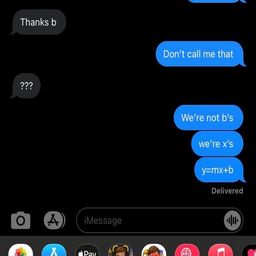 Thanks b
Don't call me that
???
We're not b's
we're x's
y=mx+b
Delivered
iMessage
Pay